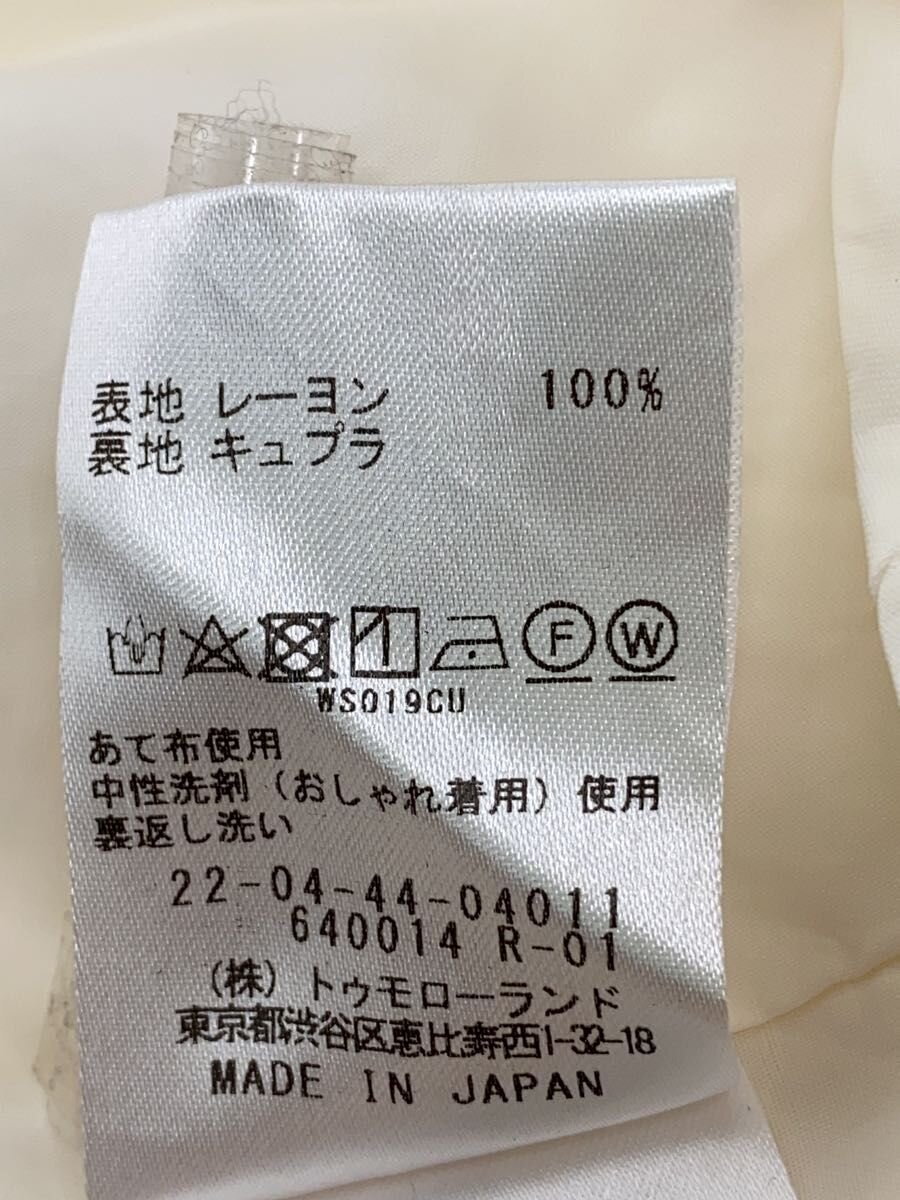 表地 レーヨン 100%
裏地 キュプラ
F W
WS019CU
あて布使用
中性洗剤(おしゃれ着用)使用
裏返し洗い
22-04-44-04011
640014 R-01
(株)トゥモローランド
東京都渋谷区恵比寿西1-32-18
MADE IN JAPAN